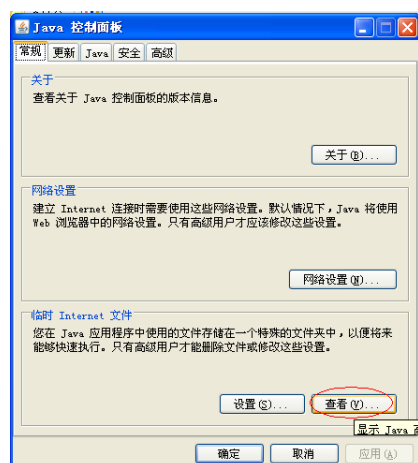 Java 控制面板
常规 更新 Java 安全 高级
关于
查看关于 Java 控制面板的版本信息。
关于(B)...
网络设置
建立 Internet 连接时需要使用这些网络设置。默认情况下，Java 将使用
Web 浏览器中的网络设置。只有高级用户才应该修改这些设置。
网络设置(N)...
临时 Internet 文件
您在 Java 应用程序中使用的文件存储在一个特殊的文件夹中，以便将来
能够快速执行。只有高级用户才能删除文件或修改这些设置。
设置(S)... 查看(V)...
显示 Java
确定 取消 应用(A)